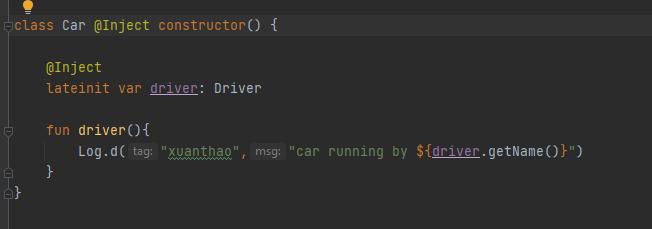 class Car @Inject constructor() {
@Inject
lateinit var driver: Driver
fun driver(){
Log.d( tag: "xuanthao", msg: "car running by ${driver.getName()}")
}
}